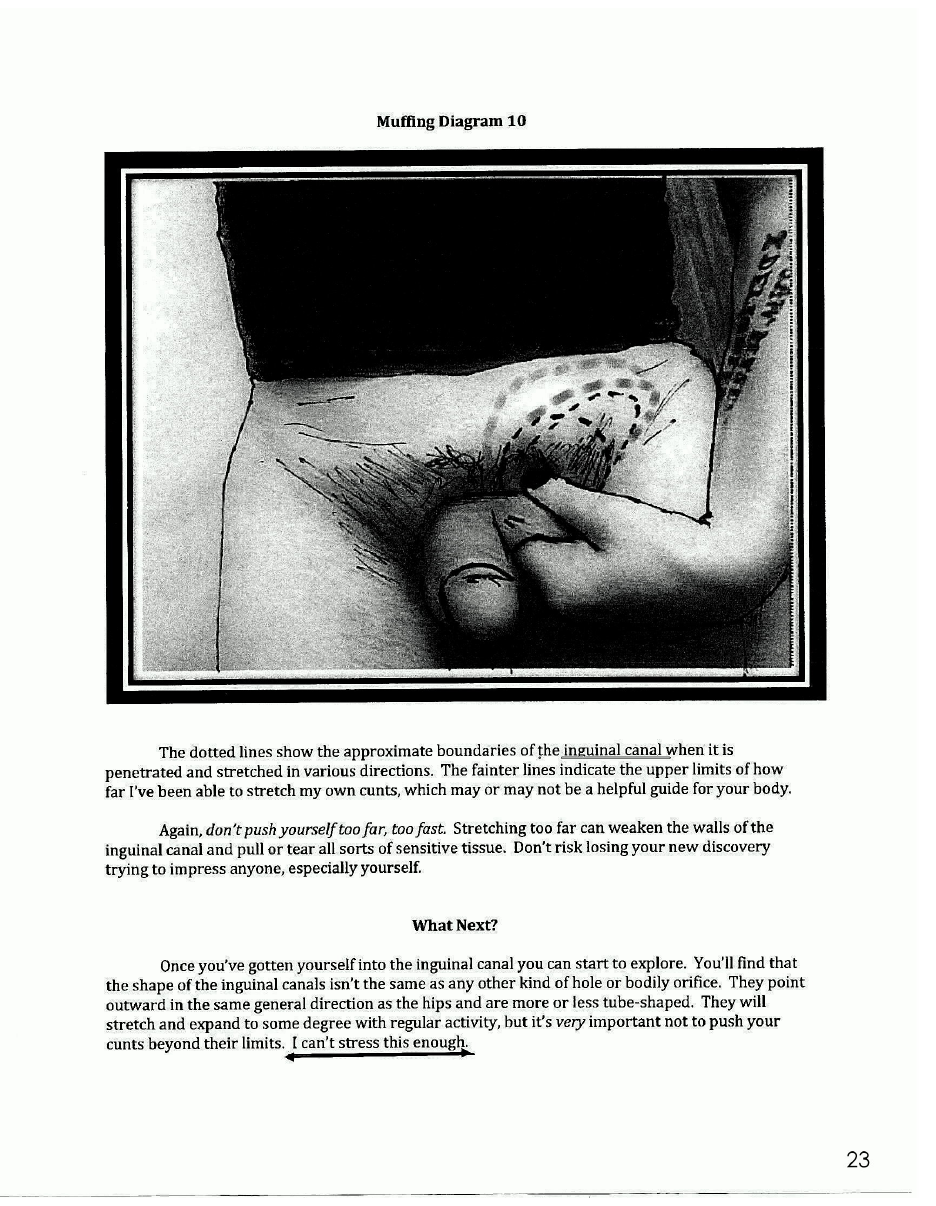 Muffing Diagram 10
The dotted lines show the approximate boundaries of the inguinal canal when it is
penetrated and stretched in various directions. The fainter lines indicate the upper limits of how
far I've been able to stretch my own cunts, which may or may not be a helpful guide for your body.
Again, don't push yourself too far, too fast. Stretching too far can weaken the walls of the
inguinal canal and pull or tear all sorts of sensitive tissue. Don't risk losing your new discovery
trying to impress anyone, especially yourself.
What Next?
Once you've gotten yourself into the inguinal canal you can start to explore. You'll find that
the shape of the inguinal canals isn't the same as any other kind of hole or bodily orifice. They point
outward in the same general direction as the hips and are more or less tube-shaped. They will
stretch and expand to some degree with regular activity, but it's very important not to push your
cunts beyond their limits. I can't stress this enough.
23